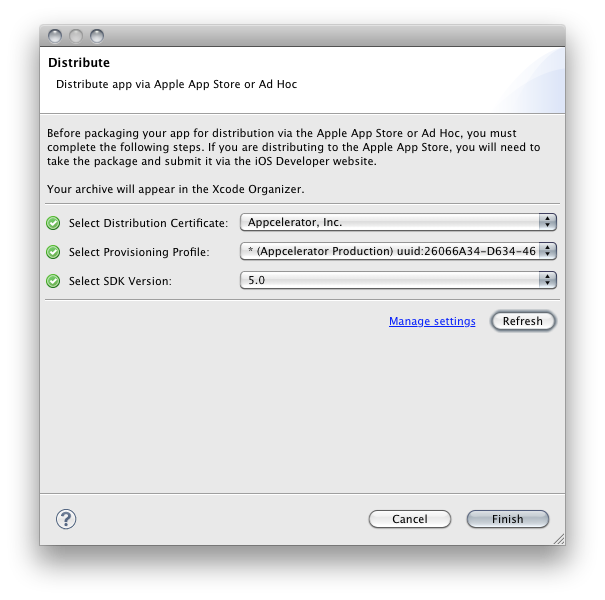 Distribute
Distribute app via Apple App Store or Ad Hoc
Before packaging your app for distribution via the Apple App Store or Ad Hoc, you must
complete the following steps. If you are distributing to the Apple App Store, you will need to
take the package and submit it via the iOS Developer website.
Your archive will appear in the Xcode Organizer.
Select Distribution Certificate: Appcelerator, Inc.
Select Provisioning Profile: * (Appcelerator Production) uuid:26066A34-D634-46
Select SDK Version: 5.0
Manage settings Refresh
? Cancel Finish